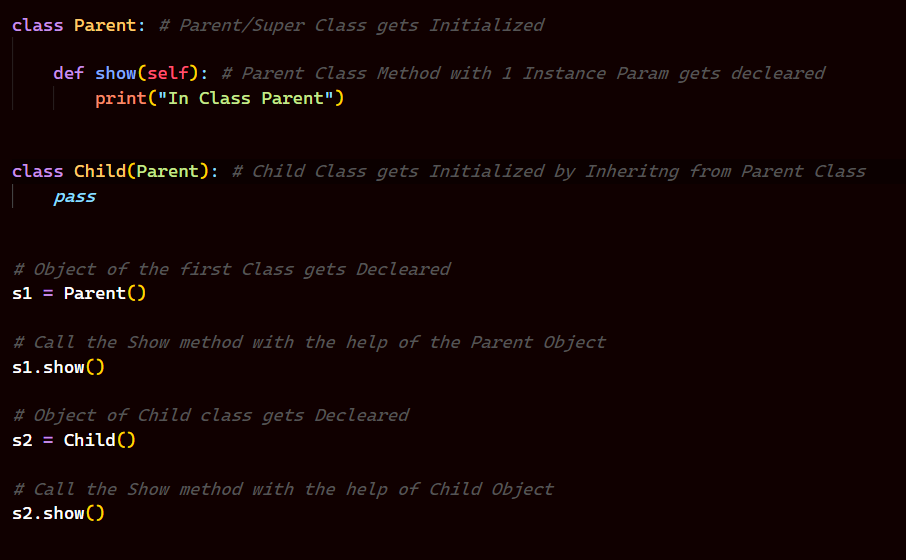 class Parent: # Parent/Super Class gets Initialized
def show(self): # Parent Class Method with 1 Instance Param gets decleared
print("In Class Parent")
class Child(Parent): # Child Class gets Initialized by Inheritng from Parent Class
pass
# Object of the first Class gets Decleared
s1 = Parent()
# Call the Show method with the help of the Parent Object
s1.show()
# Object of Child class gets Decleared
s2 = Child()
# Call the Show method with the help of Child Object
s2.show()